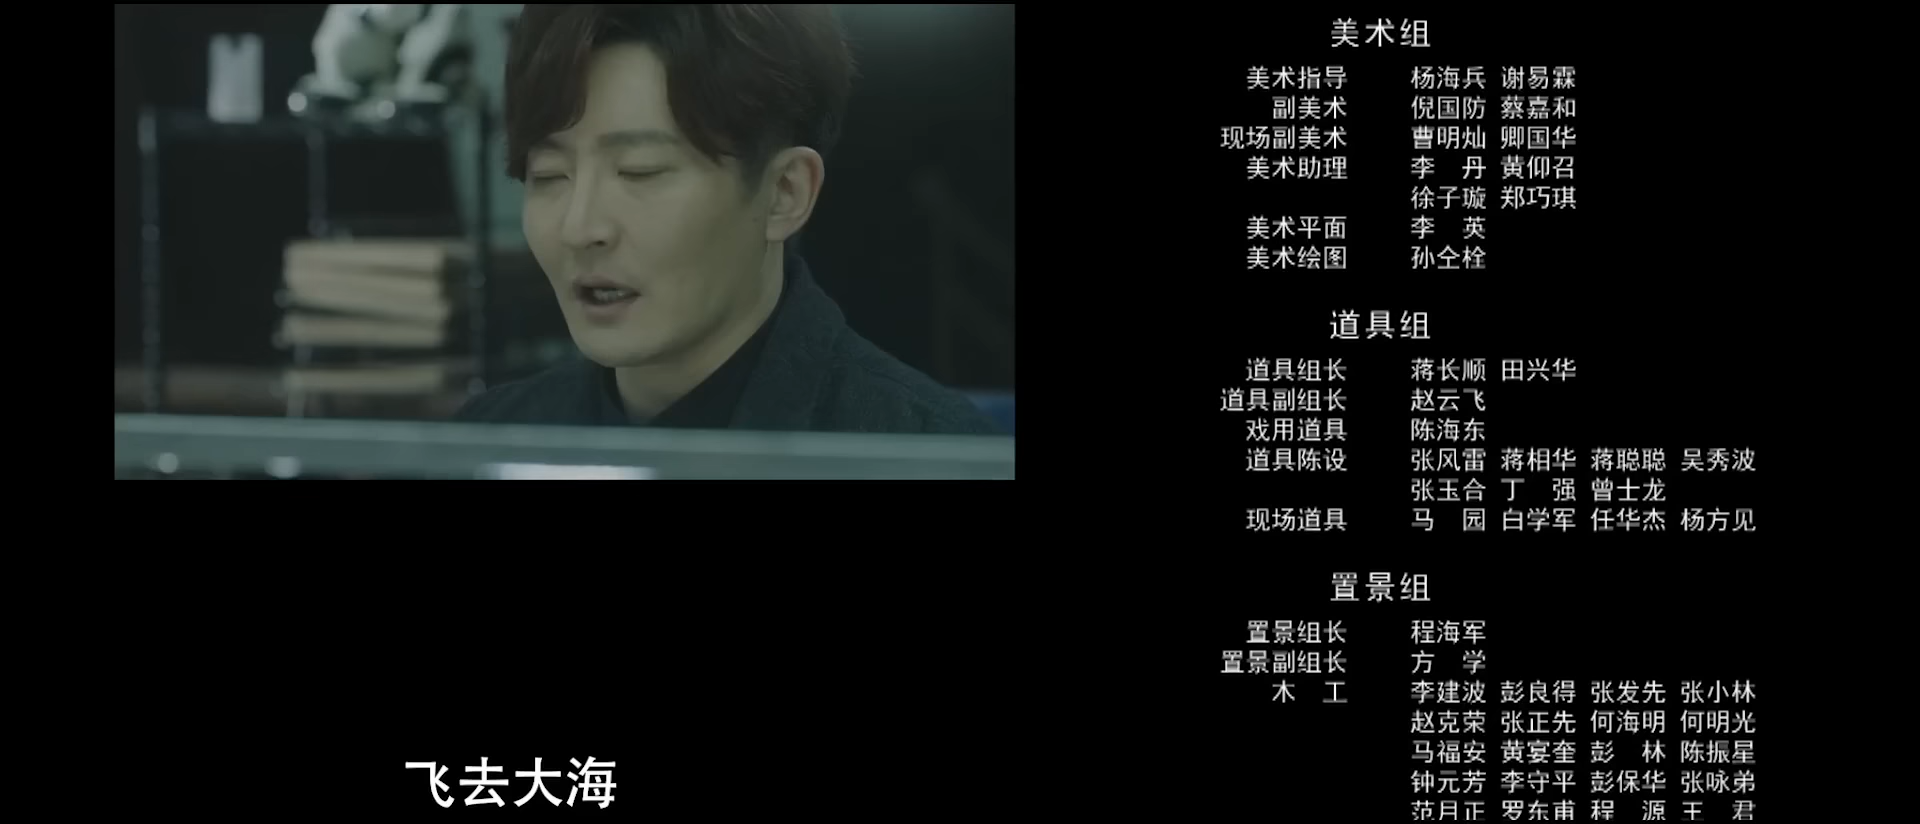 美术组
美术指导 杨海兵 谢易霖
副美术 倪国防 蔡嘉和
现场副美术 曹明灿 卿国华
美术助理 李 丹 黄仰召
徐子璇 郑巧琪
美术平面 李 英
美术绘图 孙仝栓
道具组
道具组长 蒋长顺 田兴华
道具副组长 赵云飞
戏用道具 陈海东
道具陈设 张风雷 蒋相华 蒋聪聪 吴秀波
张玉合 丁 强 曾士龙
现场道具 马 园 白学军 任华杰 杨方见
置景组
置景组长 程海军
置景副组长 方 学
木 工 李建波 彭良得 张发先 张小林
赵克荣 张正先 何海明 何明光
马福安 黄宴奎 彭 林 陈振星
钟元芳 李守平 彭保华 张咏弟
范月正 罗东甫 程 源 王 君
飞去大海